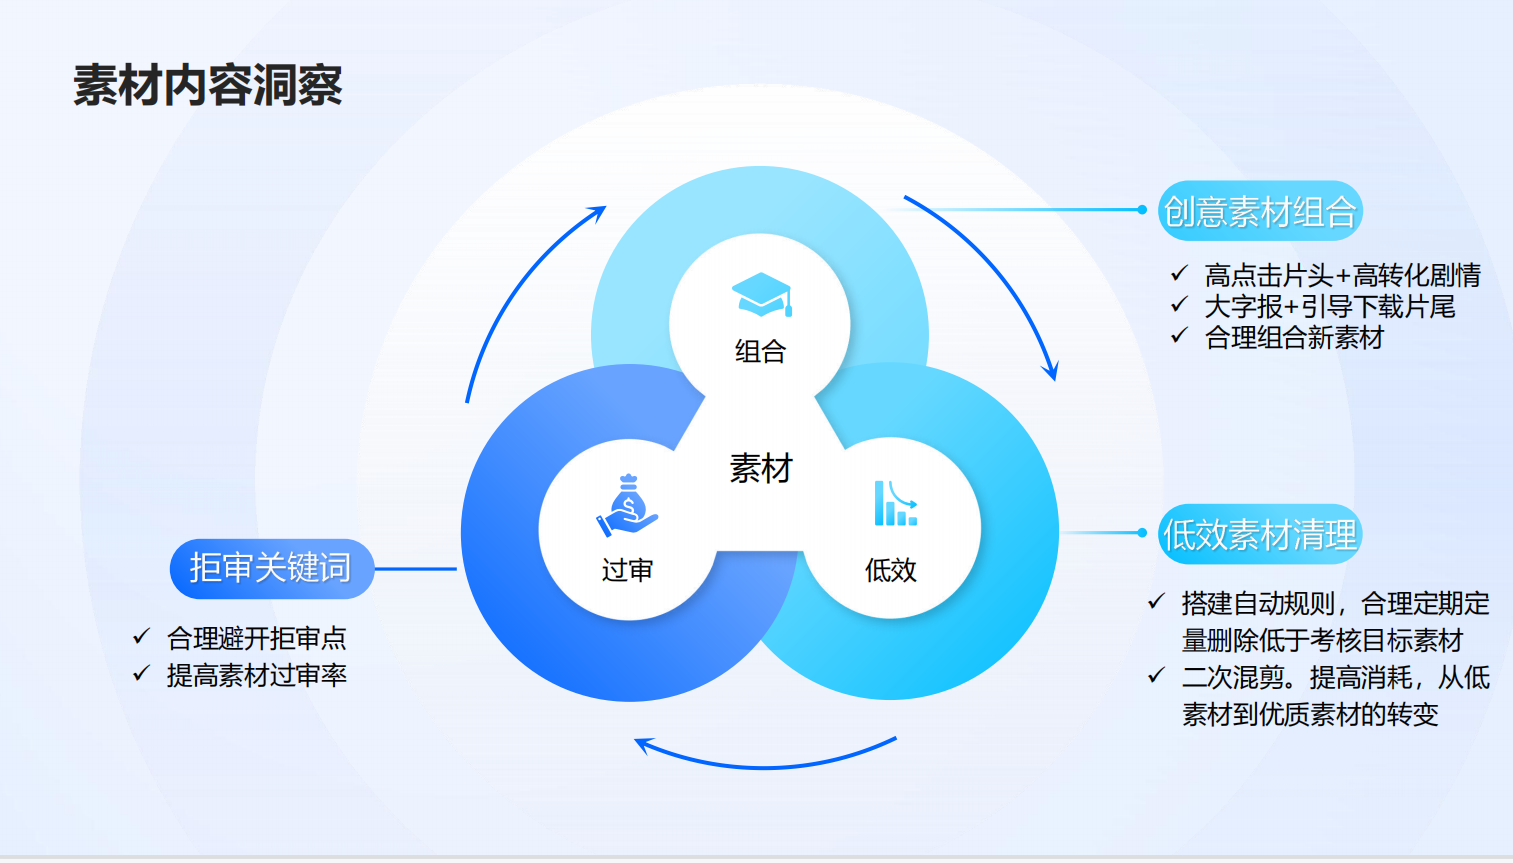 素材内容洞察
创意素材组合
✓ 高点击片头+高转化剧情
✓ 大字报+引导下载片尾
✓ 合理组合新素材
组合
素材
过审
低效
低效素材清理
✓ 搭建自动规则，合理定期定
量删除低于考核目标素材
✓ 二次混剪。提高消耗，从低
素材到优质素材的转变
拒审关键词
✓ 合理避开拒审点
✓ 提高素材过审率